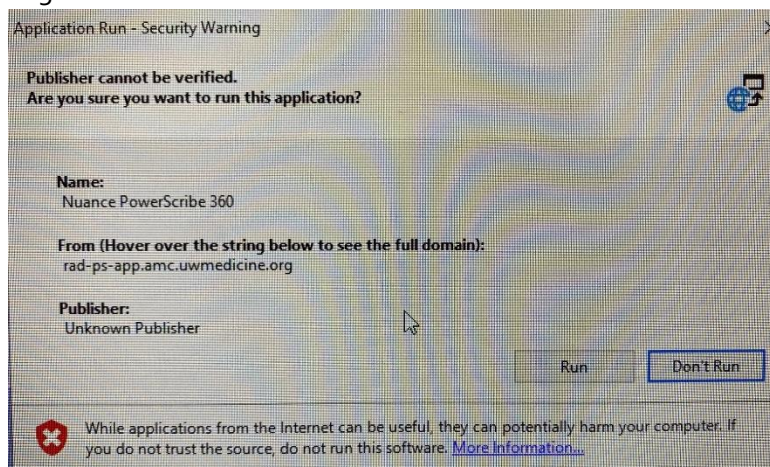 Application Run - Security Warning
Publisher cannot be verified.
Are you sure you want to run this application?
Name:
Nuance PowerScribe 360
From (Hover over the string below to see the full domain):
rad-ps-app.amc.uwmedicine.org
Publisher:
Unknown Publisher
Run
Don't Run
While applications from the Internet can be useful, they can potentially harm your computer. If
you do not trust the source, do not run this software. More Information...